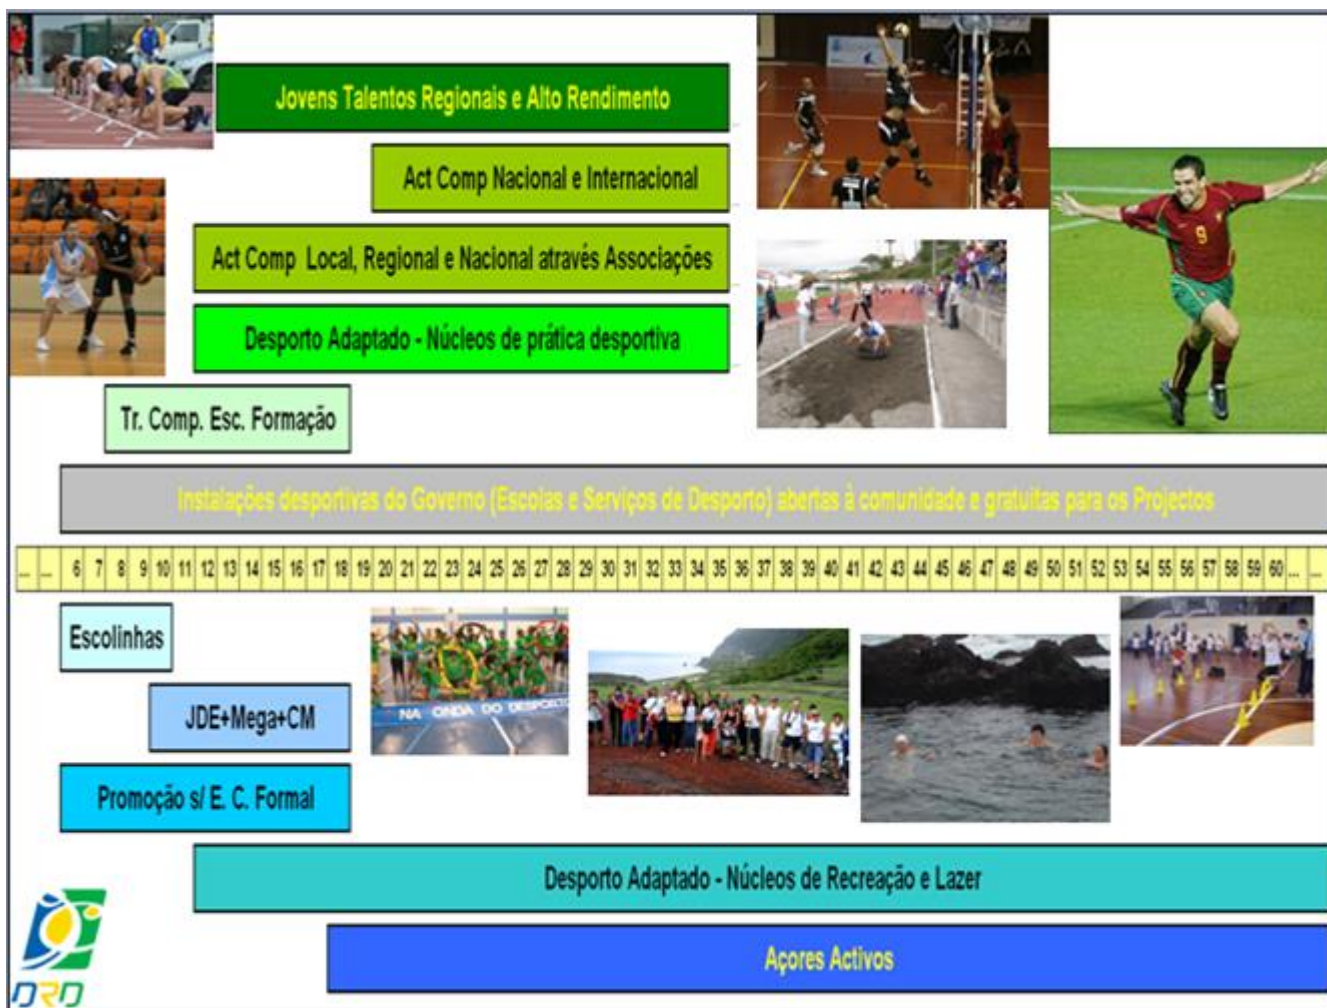 Jovens Talentos Regionais e Alto Rendimento
Act Comp Nacional e Internacional
Act Comp Local, Regional e Nacional através Associações
Desporto Adaptado - Núcleos de prática desportiva
Tr. Comp. Esc. Formação
Instalações desportivas do Governo (Escolas e Serviços de Desporto) abertas à comunidade e gratuitas para os Projectos
... ... 6 7 8 9 10 11 12 13 14 15 16 17 18 19 20 21 22 23 24 25 26 27 28 29 30 31 32 33 34 35 36 37 38 39 40 41 42 43 44 45 46 47 48 49 50 51 52 53 54 55 56 57 58 59 60 ... ...
Escolinhas
JDE+Mega+CM
Promoção s/ E. C. Formal
NA ONDA DO DESPORTO
Desporto Adaptado - Núcleos de Recreação e Lazer
Açores Activos
DRD
9
1